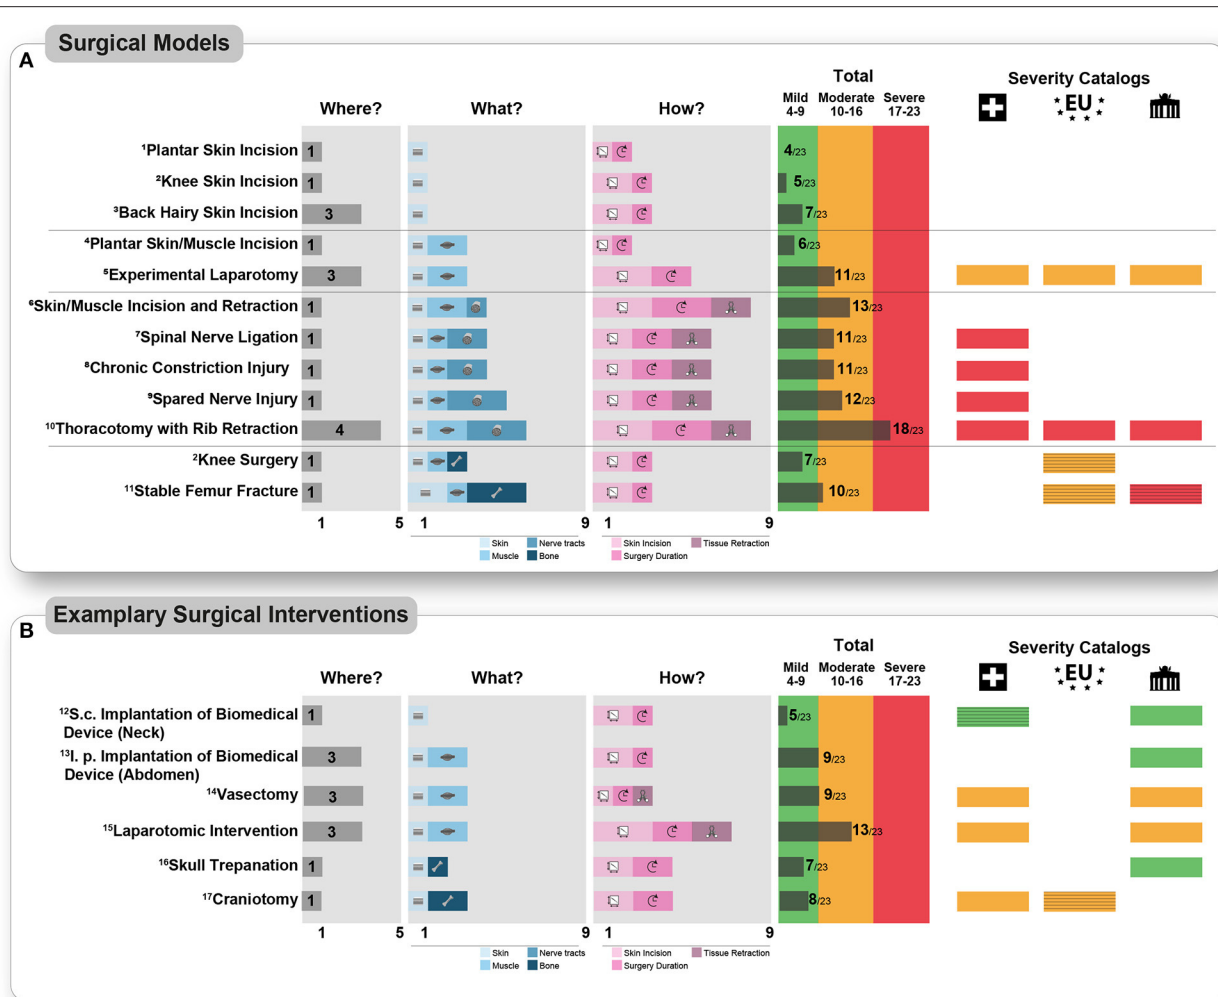 Surgical Models
A
Total
Severity Catalogs
Where?
What?
How?
Mild Moderate Severe
4-9 10-16 17-23
EU
¹Plantar Skin Incision 1 4/23
²Knee Skin Incision 1 5/23
³Back Hairy Skin Incision 3 7/23
⁴Plantar Skin/Muscle Incision 1 6/23
⁵Experimental Laparotomy 3 11/23
⁶Skin/Muscle Incision and Retraction 1 13/23
⁷Spinal Nerve Ligation 1 11/23
⁸Chronic Constriction Injury 1 11/23
⁹Spared Nerve Injury 1 12/23
¹⁰Thoracotomy with Rib Retraction 4 18/23
²Knee Surgery 1 7/23
¹¹Stable Femur Fracture 1 10/23
1 5 1 9 1 9
Skin Nerve tracts Skin Incision Tissue Retraction
Muscle Bone Surgery Duration
Examplary Surgical Interventions
B
Total
Severity Catalogs
Where?
What?
How?
Mild Moderate Severe
4-9 10-16 17-23
EU
¹²S.c. Implantation of Biomedical 1 5/23
Device (Neck)
¹³I. p. Implantation of Biomedical 3 9/23
Device (Abdomen)
¹⁴Vasectomy 3 9/23
¹⁵Laparotomic Intervention 3 13/23
¹⁶Skull Trepanation 1 7/23
¹⁷Craniotomy 1 8/23
1 5 1 9 1 9
Skin Nerve tracts Skin Incision Tissue Retraction
Muscle Bone Surgery Duration